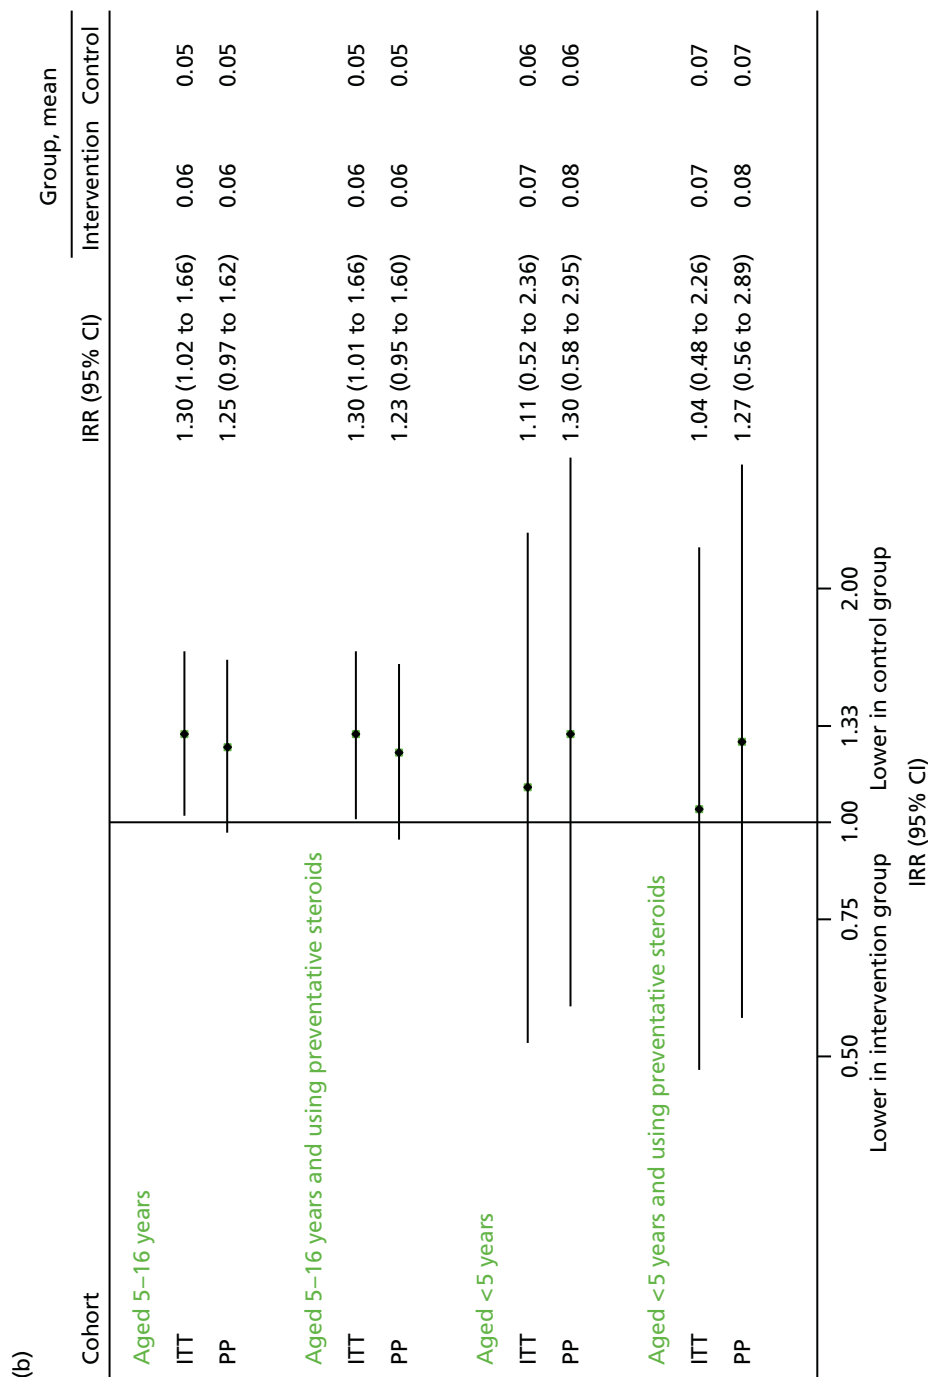 (b)
Group, mean
Cohort IRR (95% CI) Intervention Control
Aged 5–16 years
ITT 1.30 (1.02 to 1.66) 0.06 0.05
PP 1.25 (0.97 to 1.62) 0.06 0.05
Aged 5–16 years and using preventative steroids
ITT 1.30 (1.01 to 1.66) 0.06 0.05
PP 1.23 (0.95 to 1.60) 0.06 0.05
Aged <5 years
ITT 1.11 (0.52 to 2.36) 0.07 0.06
PP 1.30 (0.58 to 2.95) 0.08 0.06
Aged <5 years and using preventative steroids
ITT 1.04 (0.48 to 2.26) 0.07 0.07
PP 1.27 (0.56 to 2.89) 0.08 0.07
0.50 0.75 1.00 1.33 2.00
Lower in intervention group Lower in control group
IRR (95% CI)